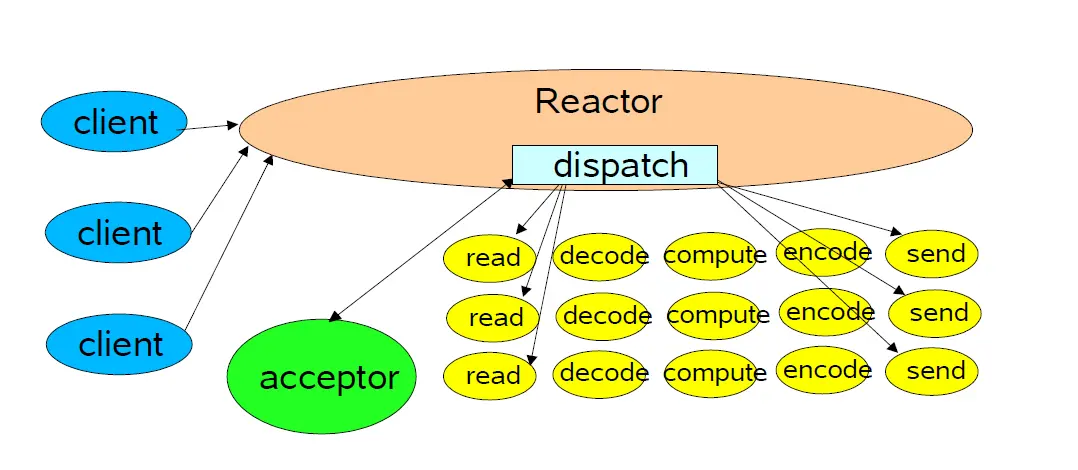 Reactor
client
dispatch
client
client
acceptor
read decode compute encode send
read decode compute encode send
read decode compute encode send